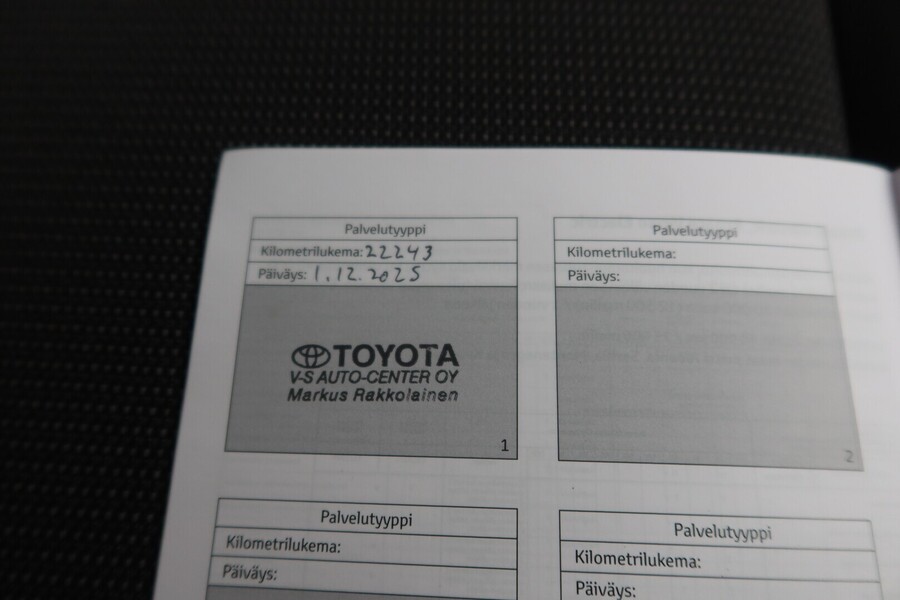 Palvelutyyppi
Kilometrilukema: 22243
Päiväys: 1.12.2025
TOYOTA
V-S AUTO-CENTER OY
Markus Rakkolainen
1
Palvelutyyppi
Kilometrilukema:
Päiväys:
2
Palvelutyyppi
Kilometrilukema:
Päiväys:
Palvelutyyppi
Kilometrilukema:
Päiväys: